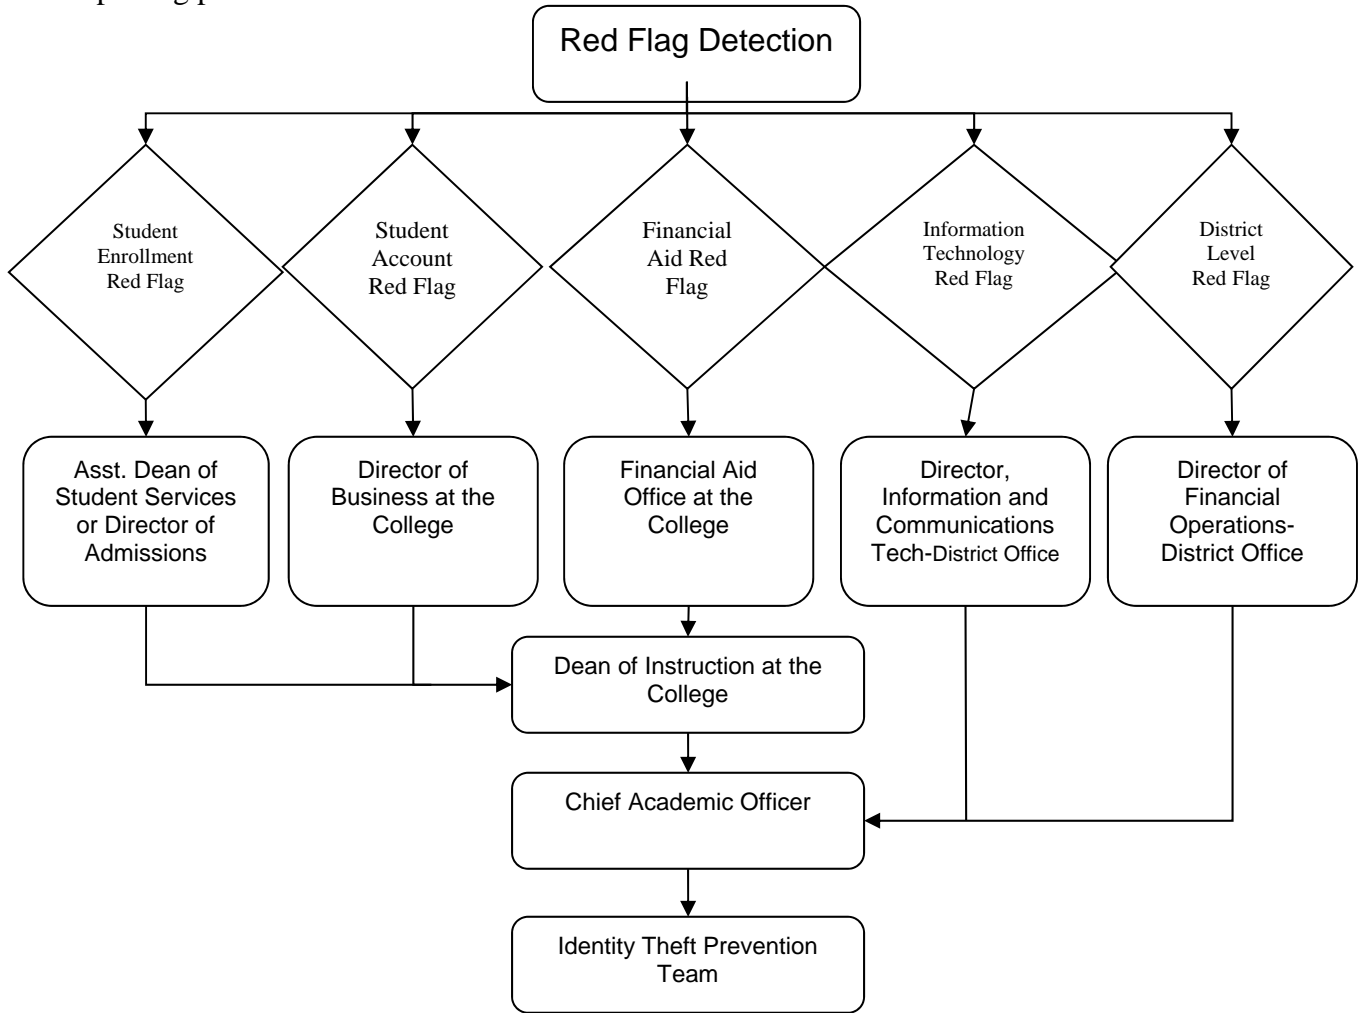 Red Flag Detection
Student
Enrollment
Red Flag
Student
Account
Red Flag
Financial
Aid Red
Flag
Information
Technology
Red Flag
District
Level
Red Flag
Asst. Dean of
Student Services
or Director of
Admissions
Director of
Business at the
College
Financial Aid
Office at the
College
Director,
Information and
Communications
Tech-District Office
Director of
Financial
Operations-
District Office
Dean of Instruction at the
College
Chief Academic Officer
Identity Theft Prevention
Team